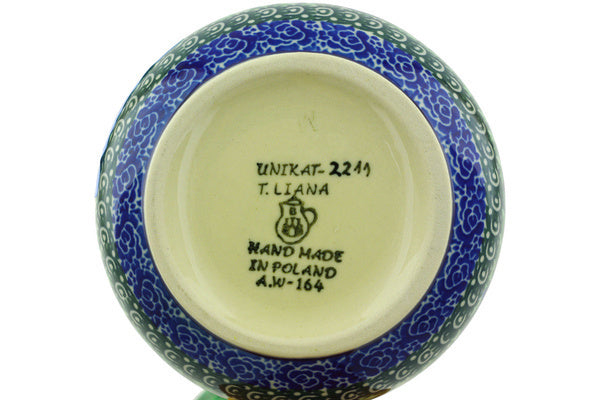 UNIKAT-2211
T. LIANA
B
HAND MADE
IN POLAND
A.W-164